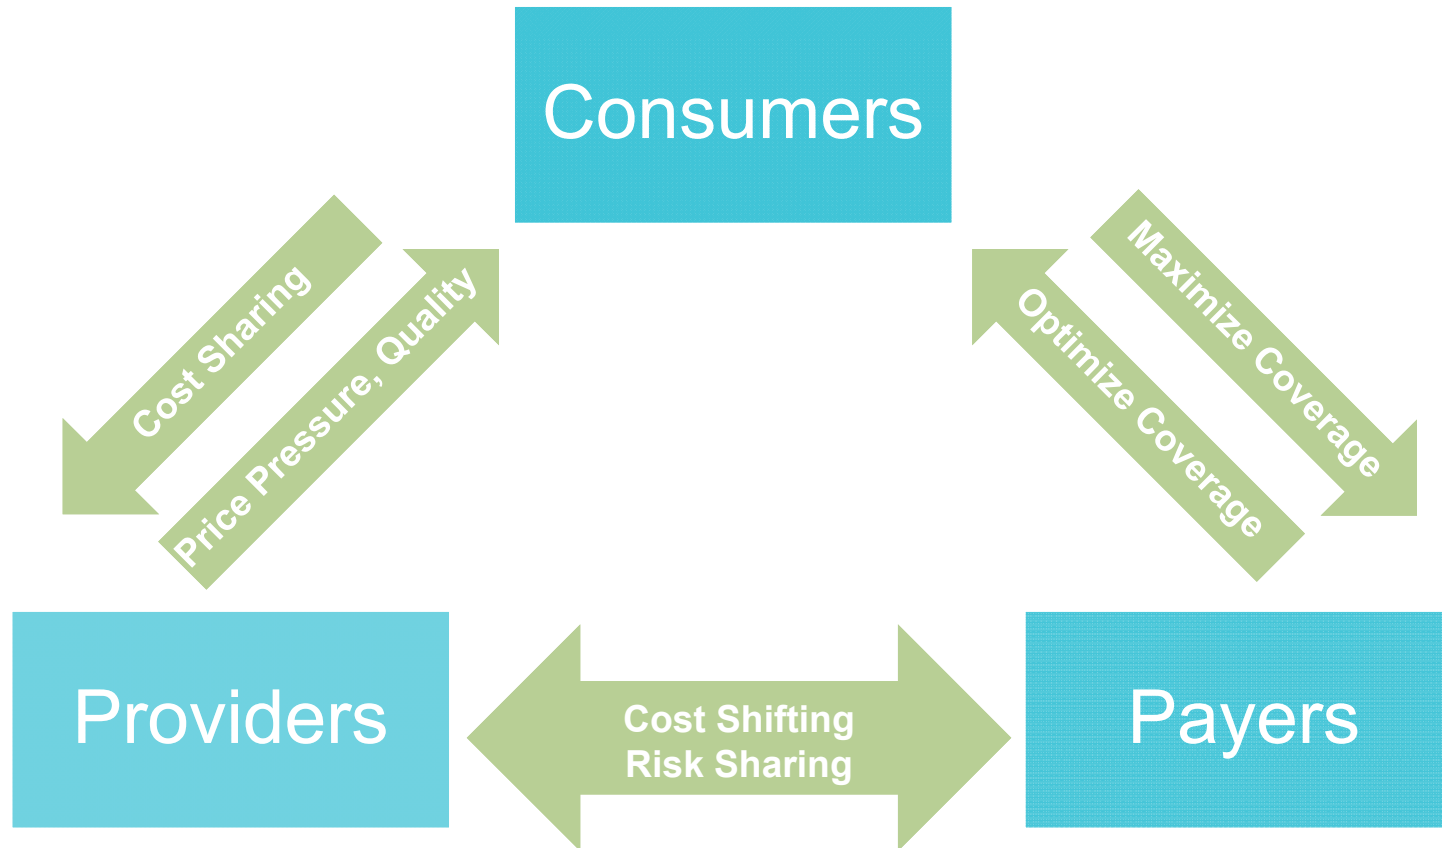 Consumers
Cost Sharing
Price Pressure, Quality
Optimize Coverage
Maximize Coverage
Providers
Cost Shifting
Risk Sharing
Payers